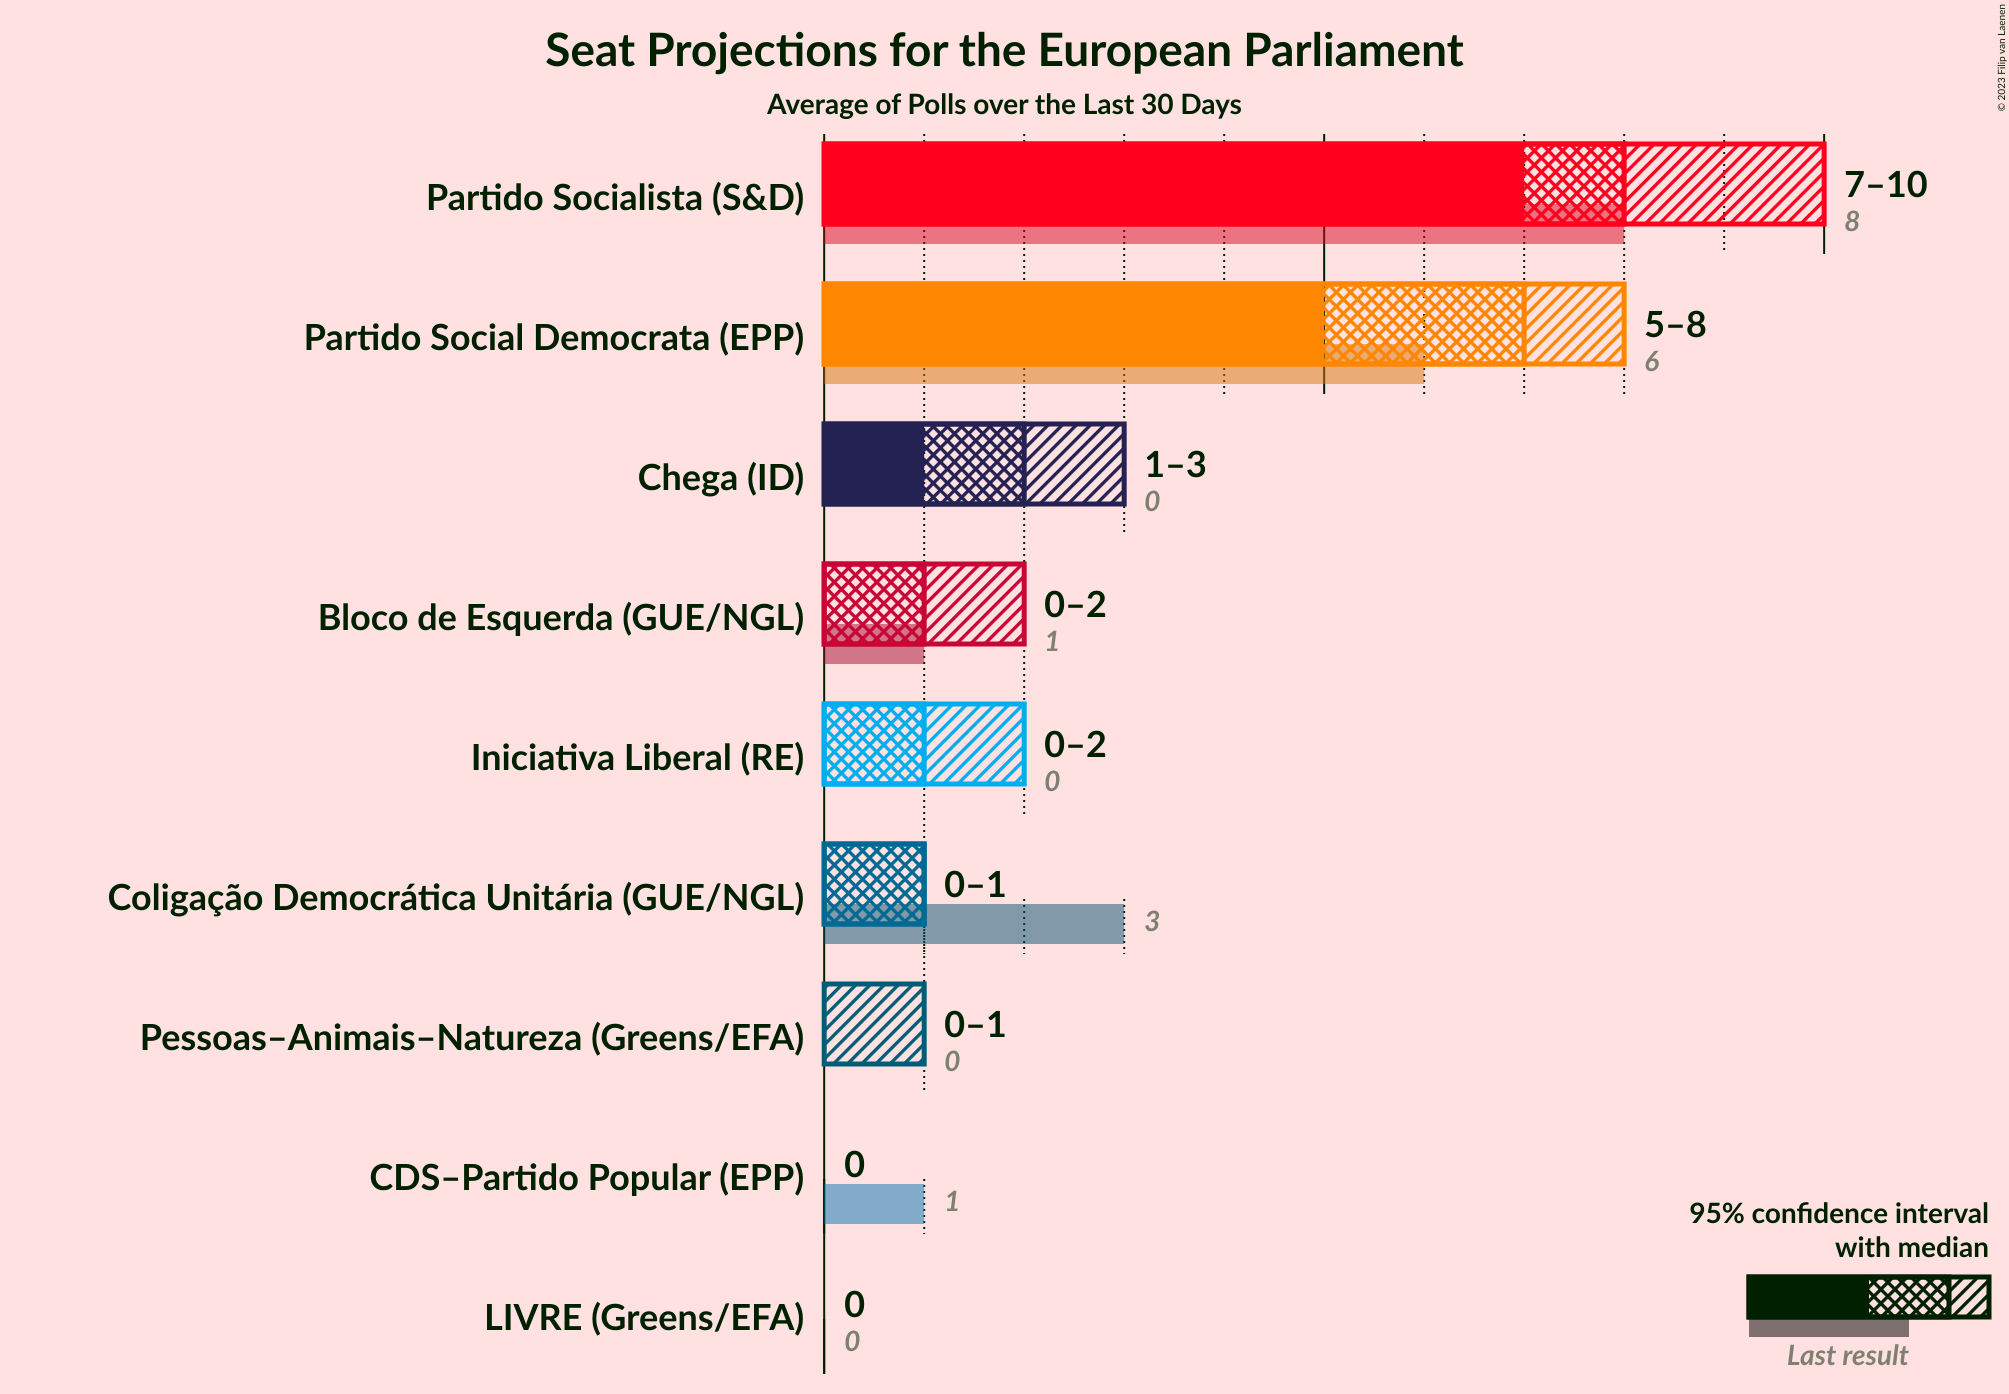 Seat Projections for the European Parliament
Average of Polls over the Last 30 Days
© 2023 Filip van Laenen
Partido Socialista (S&D)
7–10
8
Partido Social Democrata (EPP)
5–8
6
Chega (ID)
1–3
0
Bloco de Esquerda (GUE/NGL)
0–2
1
Iniciativa Liberal (RE)
0–2
0
Coligação Democrática Unitária (GUE/NGL)
0–1
3
Pessoas–Animais–Natureza (Greens/EFA)
0–1
0
CDS–Partido Popular (EPP)
0
1
LIVRE (Greens/EFA)
0
0
95% confidence interval
with median
Last result